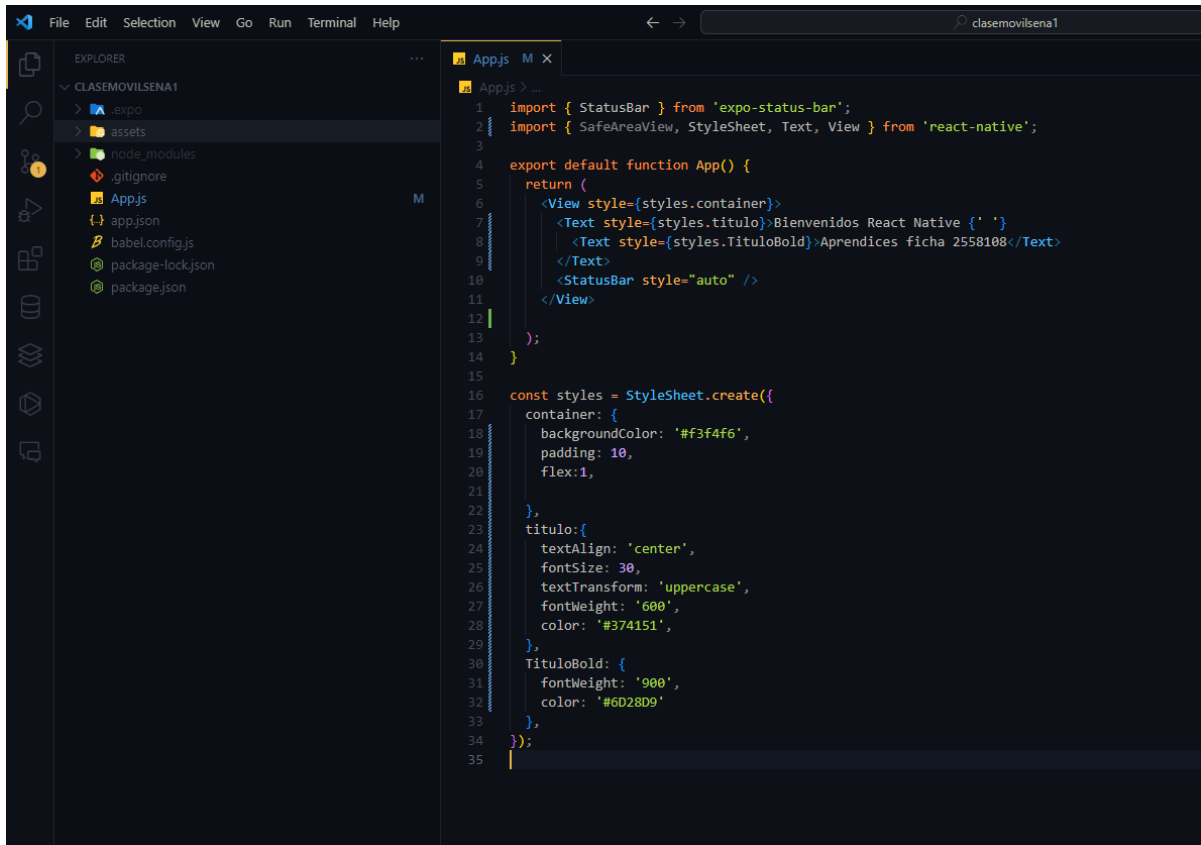 File Edit Selection View Go Run Terminal Help
clasemovilsena1
EXPLORER ...
CLASEMOVILSENA1
.expo
assets
node_modules
.gitignore
JS App.js M
{..} app.json
babel.config.js
package-lock.json
package.json
JS App.js M
JS App.js > ...
1 import { StatusBar } from 'expo-status-bar';
2 import { SafeAreaView, StyleSheet, Text, View } from 'react-native';
3
4 export default function App() {
5 return (
6 <View style={styles.container}>
7 <Text style={styles.titulo}>Bienvenidos React Native {' '}
8 <Text style={styles.TituloBold}>Aprendices ficha 2558108</Text>
9 </Text>
10 <StatusBar style="auto" />
11 </View>
12
13 );
14 }
15
16 const styles = StyleSheet.create({
17 container: {
18 backgroundColor: '#f3f4f6',
19 padding: 10,
20 flex:1,
21
22 },
23 titulo:{
24 textAlign: 'center',
25 fontSize: 30,
26 textTransform: 'uppercase',
27 fontWeight: '600',
28 color: '#374151',
29 },
30 TituloBold: {
31 fontWeight: '900',
32 color: '#6D28D9'
33 },
34 });
35
1